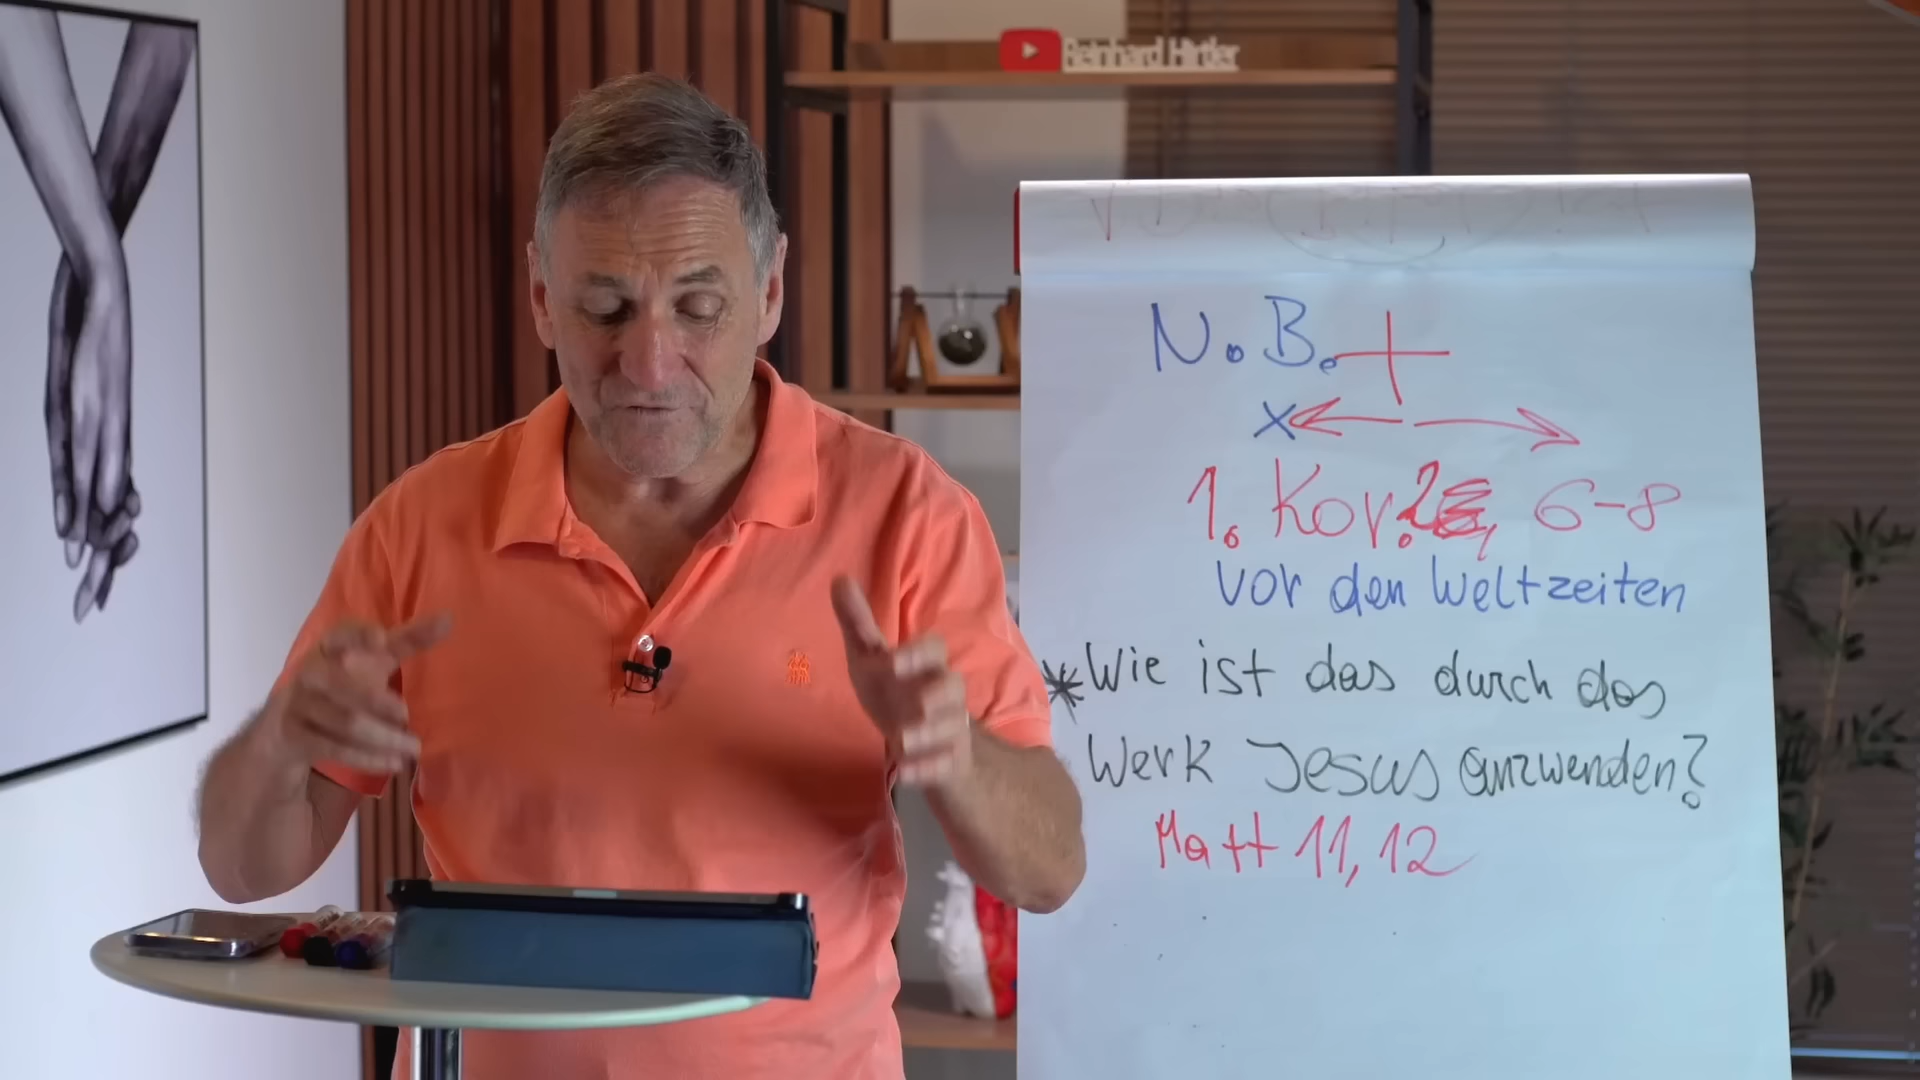 Reinhard Hirtler
N.B.
X
1. Kor. 2, 6-8
vor den Weltzeiten
*Wie ist das durch das
Werk Jesus anzuwenden?
Matt 11,12